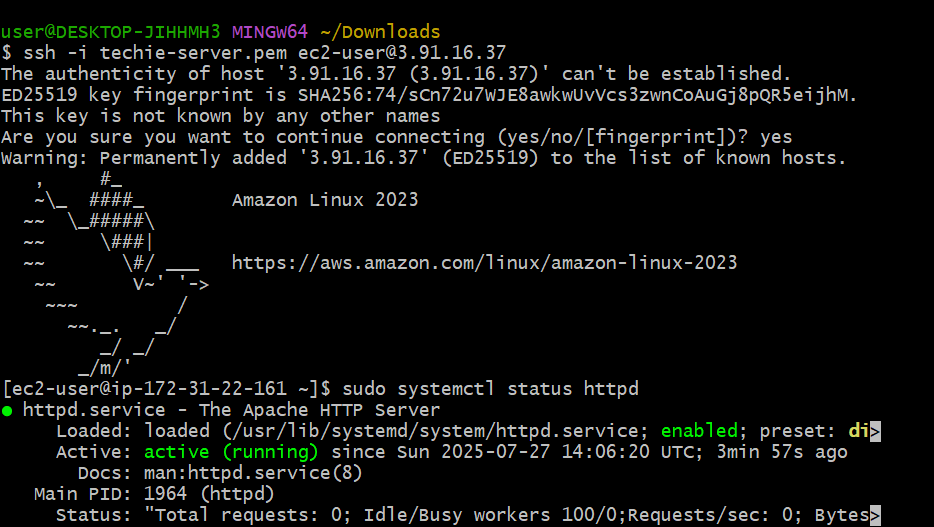 user@DESKTOP-JIHHMH3 MINGW64 ~/Downloads
$ ssh -i techie-server.pem ec2-user@3.91.16.37
The authenticity of host '3.91.16.37 (3.91.16.37)' can't be established.
ED25519 key fingerprint is SHA256:74/sCn72u7WJE8awkwUvVcs3zwnCoAuGj8pQR5eijhM.
This key is not known by any other names
Are you sure you want to continue connecting (yes/no/[fingerprint])? yes
Warning: Permanently added '3.91.16.37' (ED25519) to the list of known hosts.
   ,     #_
   ~\_  ####_        Amazon Linux 2023
  ~~  \_#####\
  ~~     \###|
  ~~       \#/ ___   https://aws.amazon.com/linux/amazon-linux-2023
   ~~       V~' '->
    ~~~         /
      ~~._.   _/
         _/ _/
       _/m/'
[ec2-user@ip-172-31-22-161 ~]$ sudo systemctl status httpd
● httpd.service - The Apache HTTP Server
     Loaded: loaded (/usr/lib/systemd/system/httpd.service; enabled; preset: di>
     Active: active (running) since Sun 2025-07-27 14:06:20 UTC; 3min 57s ago
       Docs: man:httpd.service(8)
   Main PID: 1964 (httpd)
     Status: "Total requests: 0; Idle/Busy workers 100/0;Requests/sec: 0; Bytes>